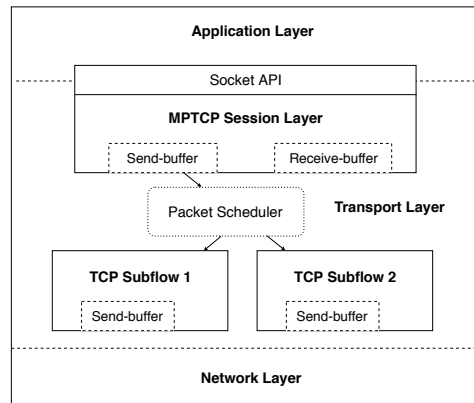 Application Layer
Socket API
MPTCP Session Layer
Send-buffer
Receive-buffer
Packet Scheduler
Transport Layer
TCP Subflow 1
TCP Subflow 2
Send-buffer
Send-buffer
Network Layer